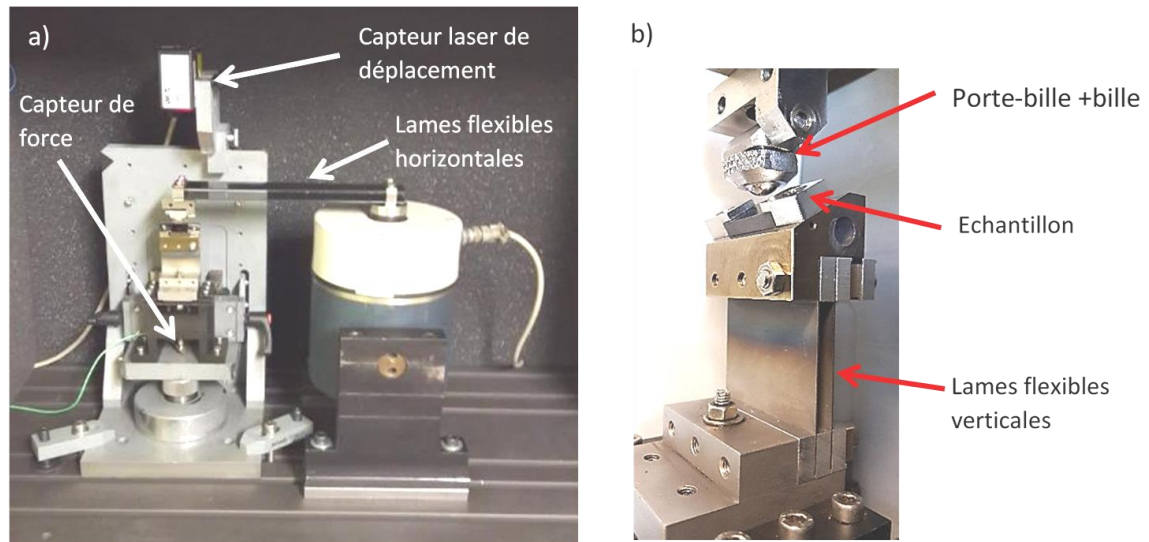 a)
Capteur laser de
déplacement
Capteur de
force
Lames flexibles
horizontales
b)
Porte-bille +bille
Echantillon
Lames flexibles
verticales